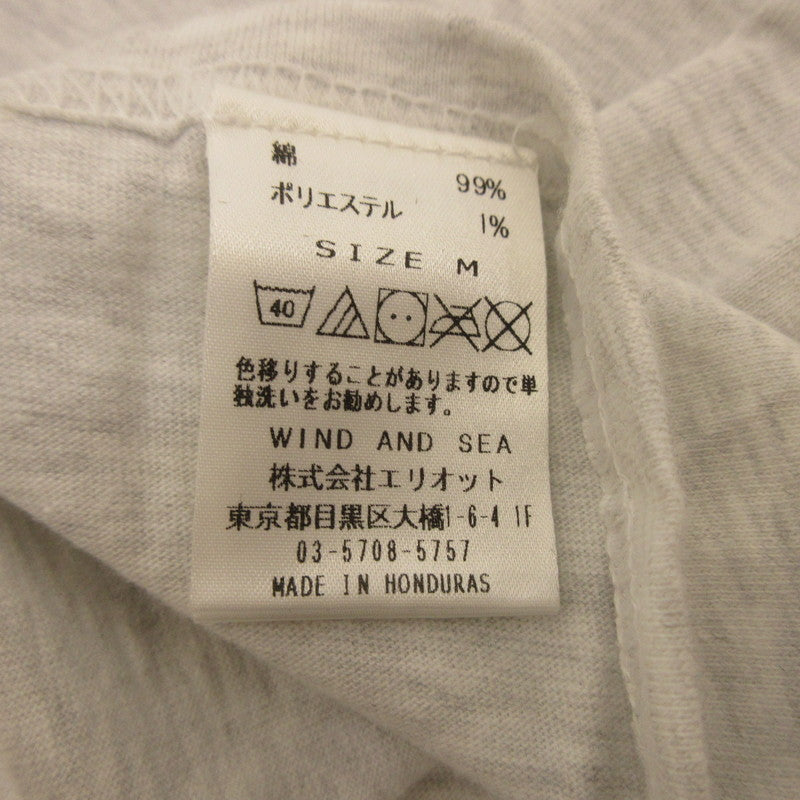 綿 99%
ポリエステル 1%
SIZE M
40
色移りすることがありますので単
独洗いをお勧めします。
WIND AND SEA
株式会社エリオット
東京都目黒区大橋1-6-4 1F
03-5708-5757
MADE IN HONDURAS